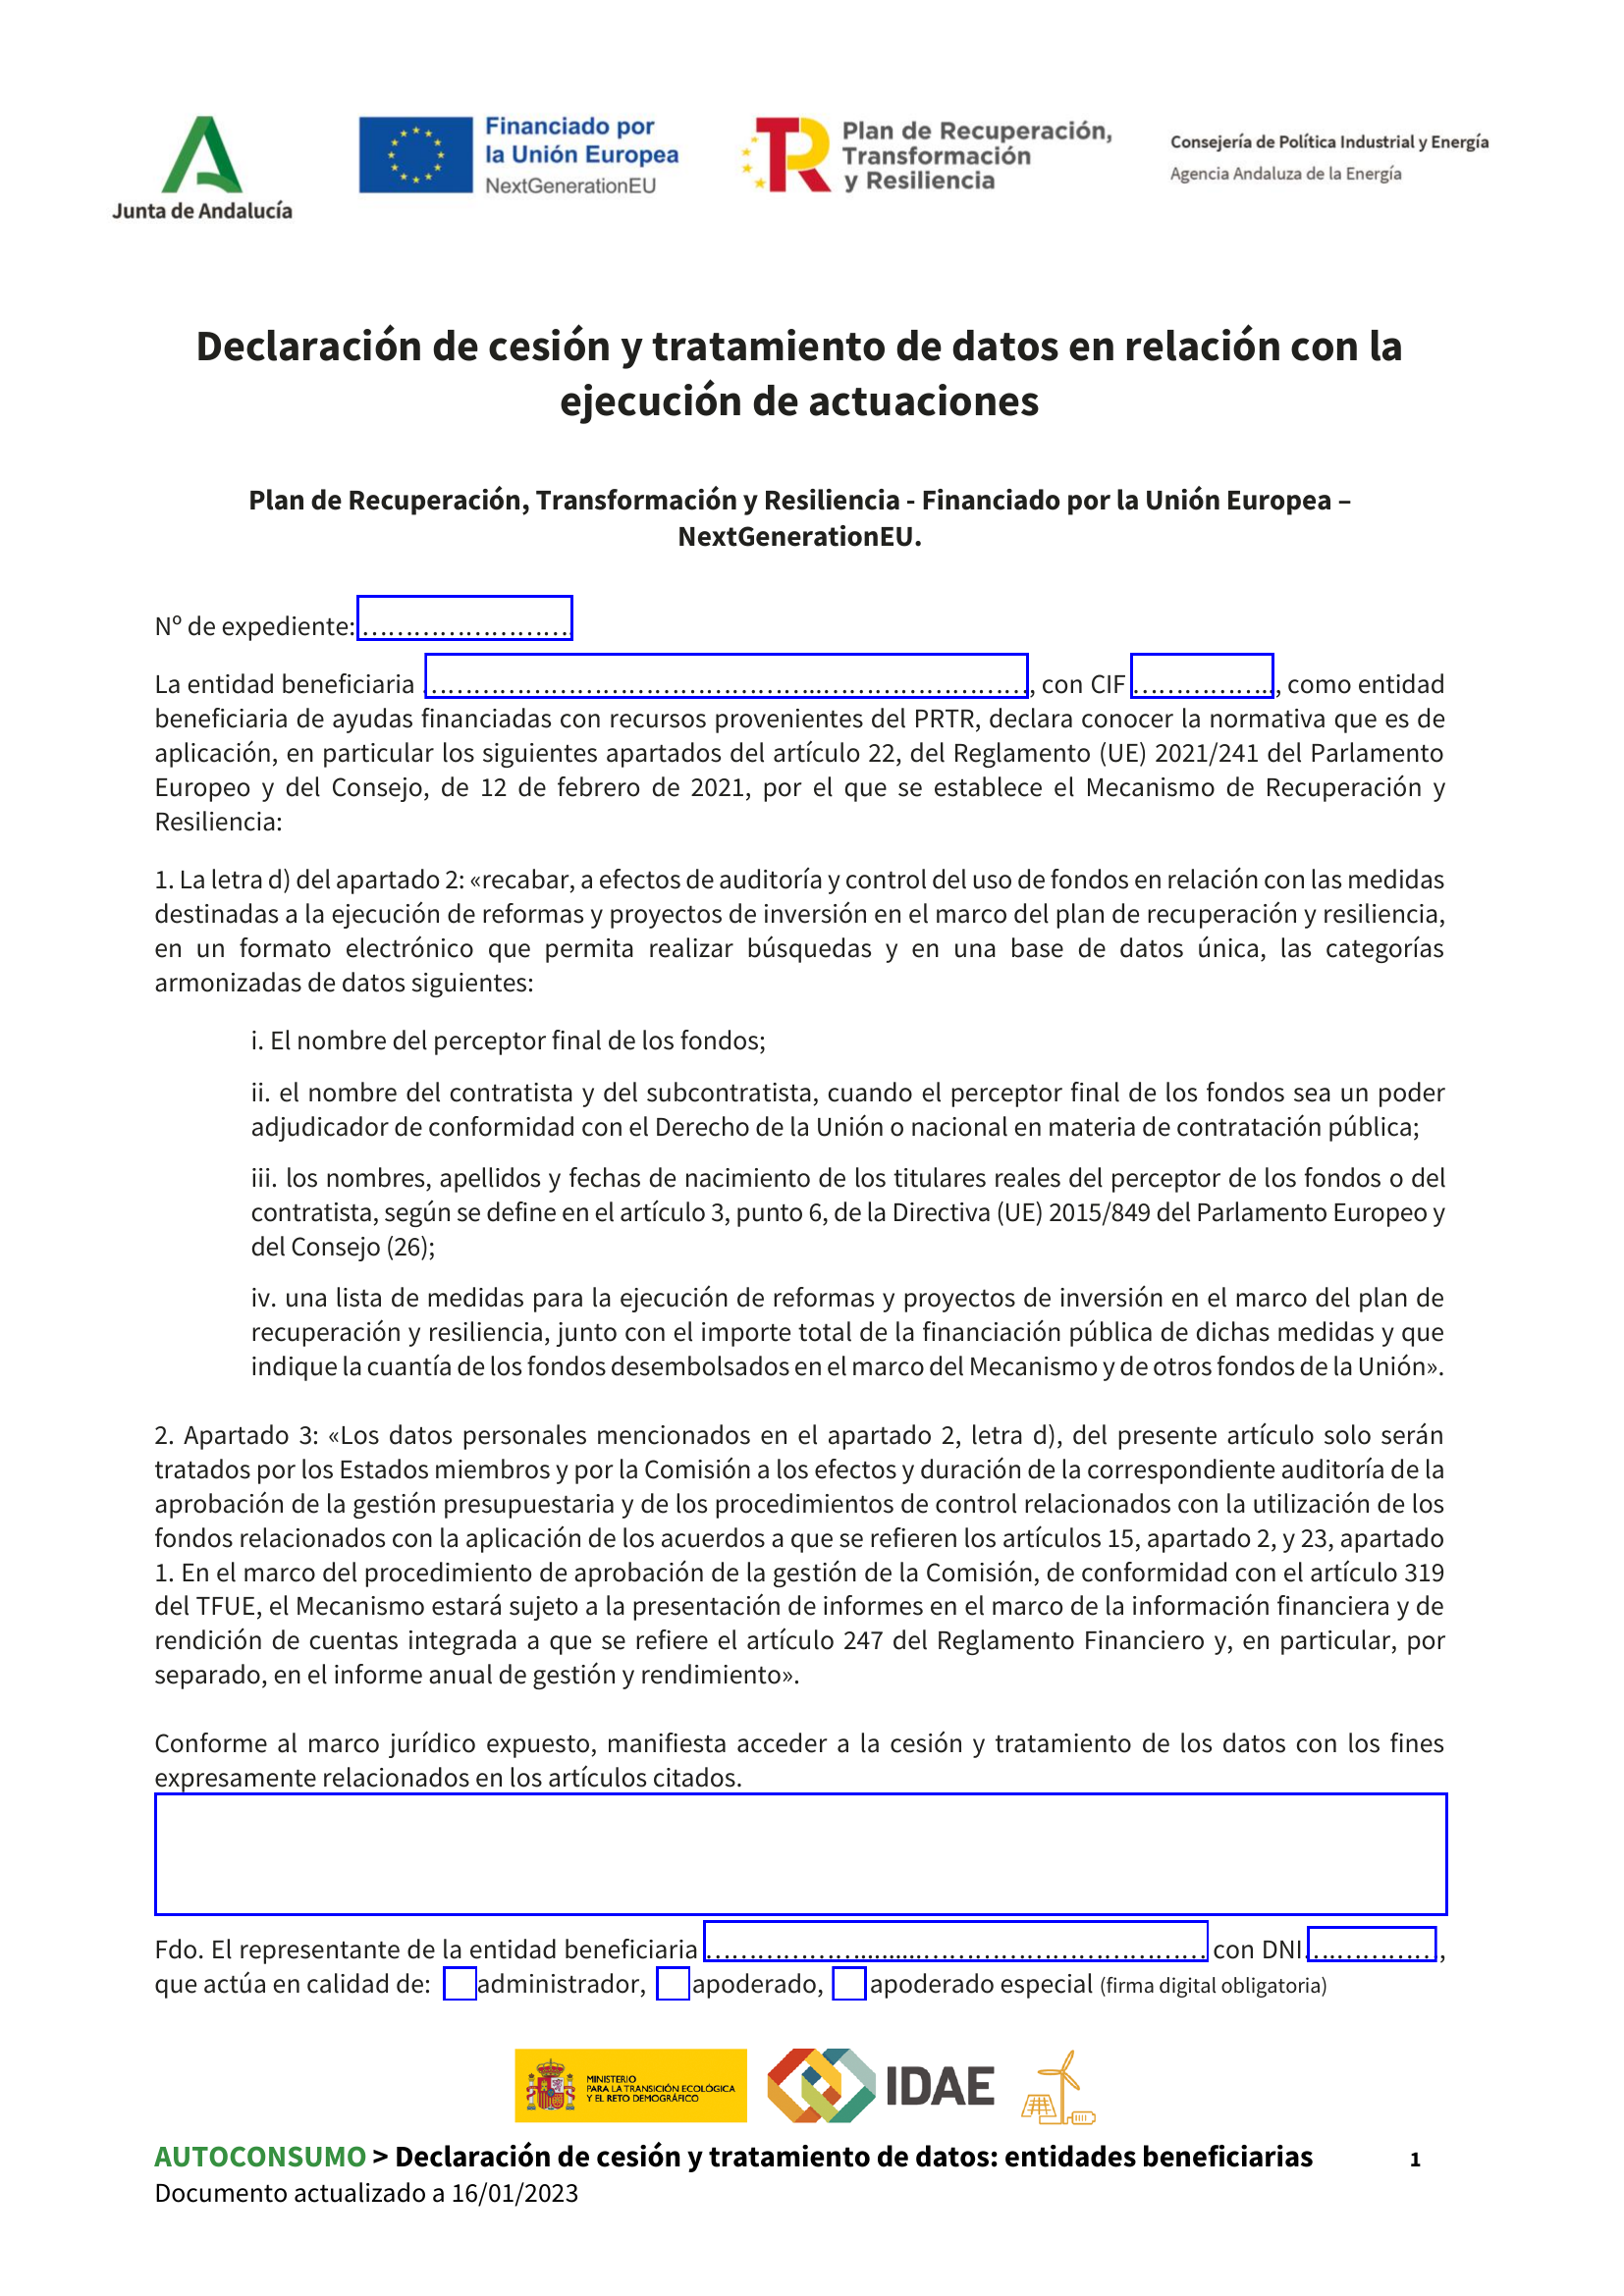 Junta de Andalucía
Financiado por
la Unión Europea
NextGenerationEU
Plan de Recuperación,
Transformación
y Resiliencia
Consejería de Política Industrial y Energía
Agencia Andaluza de la Energía
Declaración de cesión y tratamiento de datos en relación con la
ejecución de actuaciones
Plan de Recuperación, Transformación y Resiliencia - Financiado por la Unión Europea –
NextGenerationEU.
Nº de expediente:…………………….
La entidad beneficiaria …………………………………………..……………………., con CIF ……………..., como entidad
beneficiaria de ayudas financiadas con recursos provenientes del PRTR, declara conocer la normativa que es de
aplicación, en particular los siguientes apartados del artículo 22, del Reglamento (UE) 2021/241 del Parlamento
Europeo y del Consejo, de 12 de febrero de 2021, por el que se establece el Mecanismo de Recuperación y
Resiliencia:
1. La letra d) del apartado 2: «recabar, a efectos de auditoría y control del uso de fondos en relación con las medidas
destinadas a la ejecución de reformas y proyectos de inversión en el marco del plan de recuperación y resiliencia,
en un formato electrónico que permita realizar búsquedas y en una base de datos única, las categorías
armonizadas de datos siguientes:
i. El nombre del perceptor final de los fondos;
ii. el nombre del contratista y del subcontratista, cuando el perceptor final de los fondos sea un poder
adjudicador de conformidad con el Derecho de la Unión o nacional en materia de contratación pública;
iii. los nombres, apellidos y fechas de nacimiento de los titulares reales del perceptor de los fondos o del
contratista, según se define en el artículo 3, punto 6, de la Directiva (UE) 2015/849 del Parlamento Europeo y
del Consejo (26);
iv. una lista de medidas para la ejecución de reformas y proyectos de inversión en el marco del plan de
recuperación y resiliencia, junto con el importe total de la financiación pública de dichas medidas y que
indique la cuantía de los fondos desembolsados en el marco del Mecanismo y de otros fondos de la Unión».
2. Apartado 3: «Los datos personales mencionados en el apartado 2, letra d), del presente artículo solo serán
tratados por los Estados miembros y por la Comisión a los efectos y duración de la correspondiente auditoría de la
aprobación de la gestión presupuestaria y de los procedimientos de control relacionados con la utilización de los
fondos relacionados con la aplicación de los acuerdos a que se refieren los artículos 15, apartado 2, y 23, apartado
1. En el marco del procedimiento de aprobación de la gestión de la Comisión, de conformidad con el artículo 319
del TFUE, el Mecanismo estará sujeto a la presentación de informes en el marco de la información financiera y de
rendición de cuentas integrada a que se refiere el artículo 247 del Reglamento Financiero y, en particular, por
separado, en el informe anual de gestión y rendimiento».
Conforme al marco jurídico expuesto, manifiesta acceder a la cesión y tratamiento de los datos con los fines
expresamente relacionados en los artículos citados.
Fdo. El representante de la entidad beneficiaria ……………….........……………………………… con DNI…………….,
que actúa en calidad de: administrador, apoderado, apoderado especial (firma digital obligatoria)
MINISTERIO
PARA LA TRANSICIÓN ECOLÓGICA
Y EL RETO DEMOGRÁFICO
IDAE
AUTOCONSUMO > Declaración de cesión y tratamiento de datos: entidades beneficiarias 1
Documento actualizado a 16/01/2023